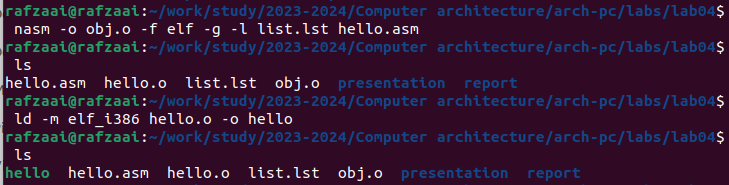 rafzaai@rafzaai:~/work/study/2023-2024/Computer architecture/arch-pc/labs/lab04$
nasm -o obj.o -f elf -g -l list.lst hello.asm
rafzaai@rafzaai:~/work/study/2023-2024/Computer architecture/arch-pc/labs/lab04$
ls
hello.asm  hello.o  list.lst  obj.o  presentation  report
rafzaai@rafzaai:~/work/study/2023-2024/Computer architecture/arch-pc/labs/lab04$
ld -m elf_i386 hello.o -o hello
rafzaai@rafzaai:~/work/study/2023-2024/Computer architecture/arch-pc/labs/lab04$
ls
hello  hello.asm  hello.o  list.lst  obj.o  presentation  report